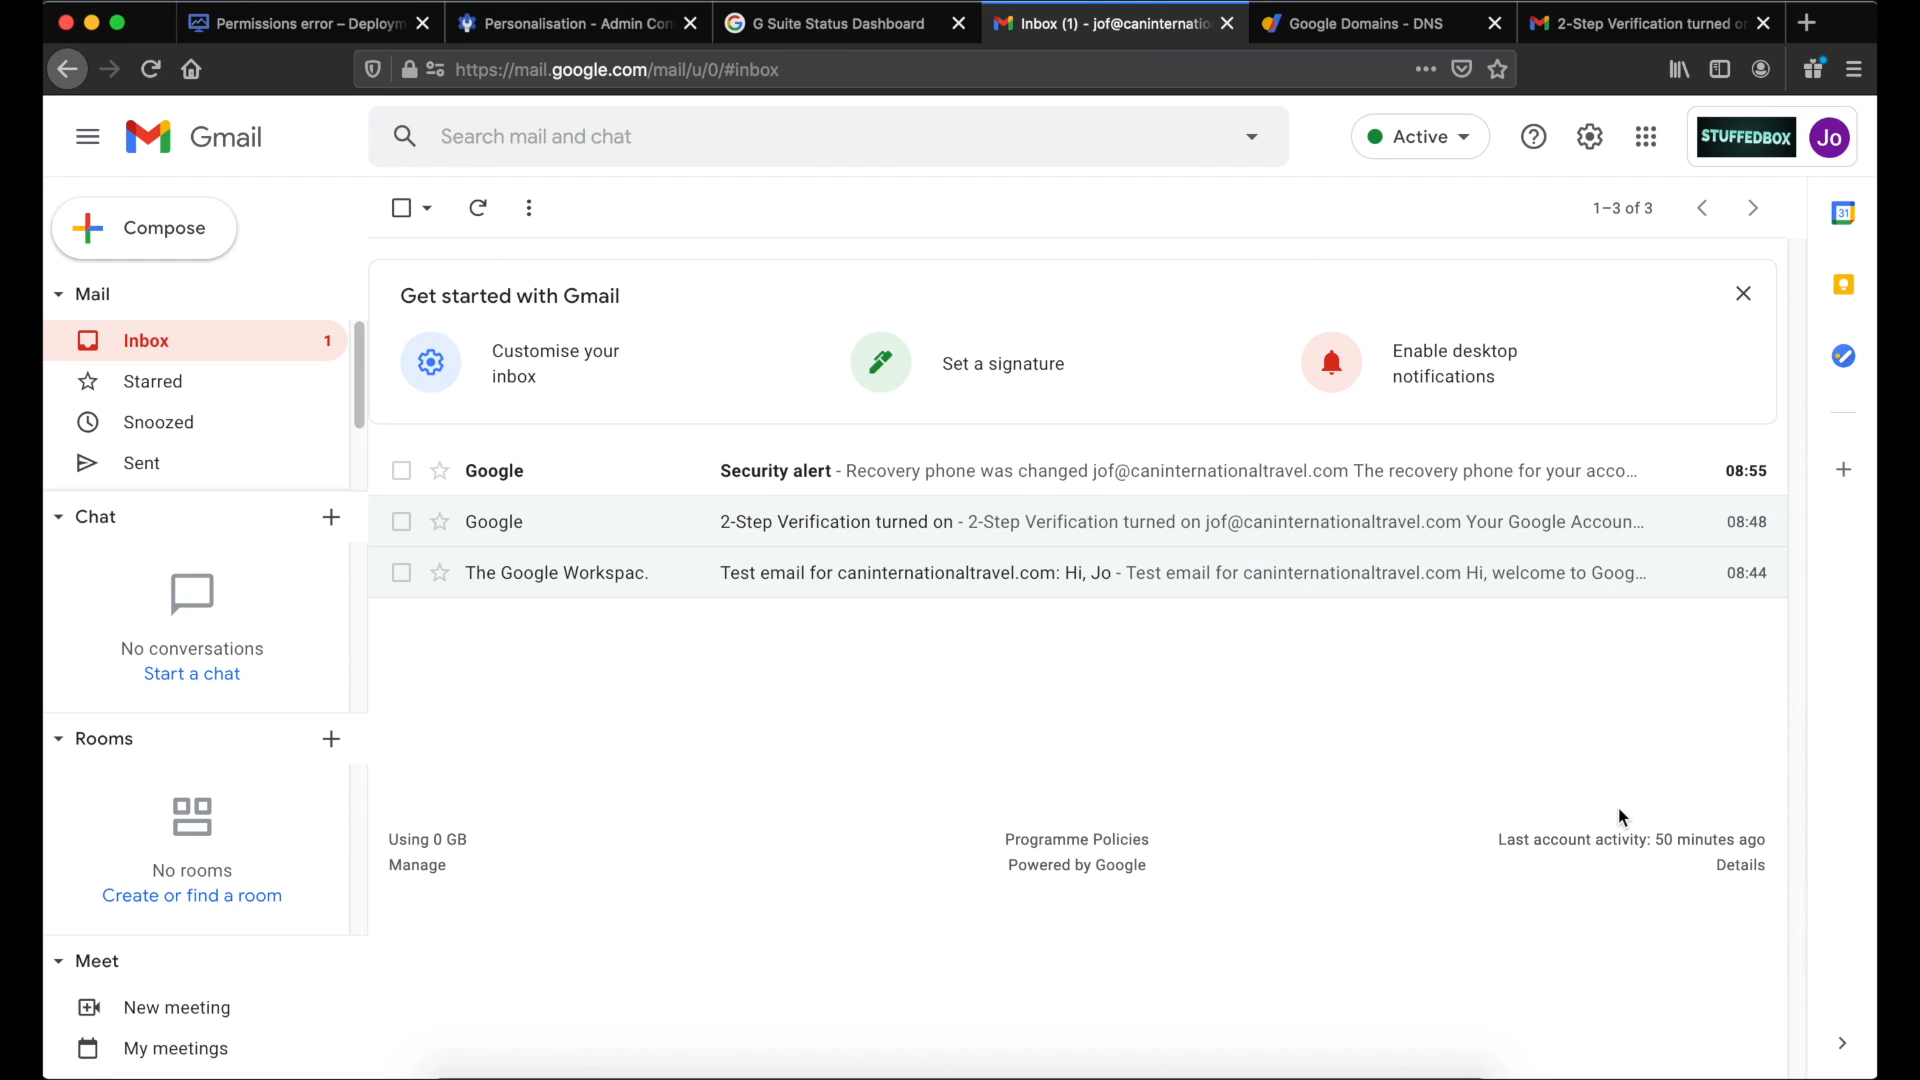 Permissions error – Deploym
Personalisation - Admin Con
G Suite Status Dashboard
Inbox (1) - jof@caninternatio
Google Domains - DNS
2-Step Verification turned o
https://mail.google.com/mail/u/0/#inbox
Gmail
Search mail and chat
Active
STUFFEDBOX
Jo
Compose
1–3 of 3
31
Mail
Get started with Gmail
Customise your
inbox
Set a signature
Enable desktop
notifications
Inbox 1
Starred
Snoozed
Sent
Google Security alert - Recovery phone was changed jof@caninternationaltravel.com The recovery phone for your acco... 08:55
Google 2-Step Verification turned on - 2-Step Verification turned on jof@caninternationaltravel.com Your Google Accoun... 08:48
The Google Workspac. Test email for caninternationaltravel.com: Hi, Jo - Test email for caninternationaltravel.com Hi, welcome to Goog... 08:44
Chat
No conversations
Start a chat
Rooms
No rooms
Create or find a room
Using 0 GB
Manage
Programme Policies
Powered by Google
Last account activity: 50 minutes ago
Details
Meet
New meeting
My meetings